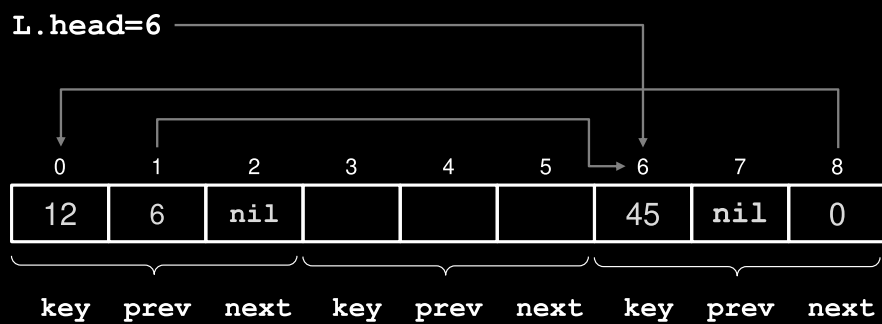 L.head=6
0 1 2 3 4 5 6 7 8
12 6 nil 45 nil 0
key prev next key prev next key prev next